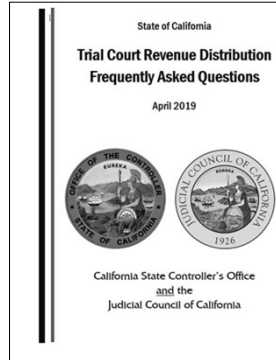 State of California
Trial Court Revenue Distribution
Frequently Asked Questions
April 2019
OFFICE OF THE CONTROLLER
EUREKA
STATE OF CALIFORNIA
JUDICIAL COUNCIL OF CALIFORNIA
EUREKA
1926
California State Controller's Office
and the
Judicial Council of California